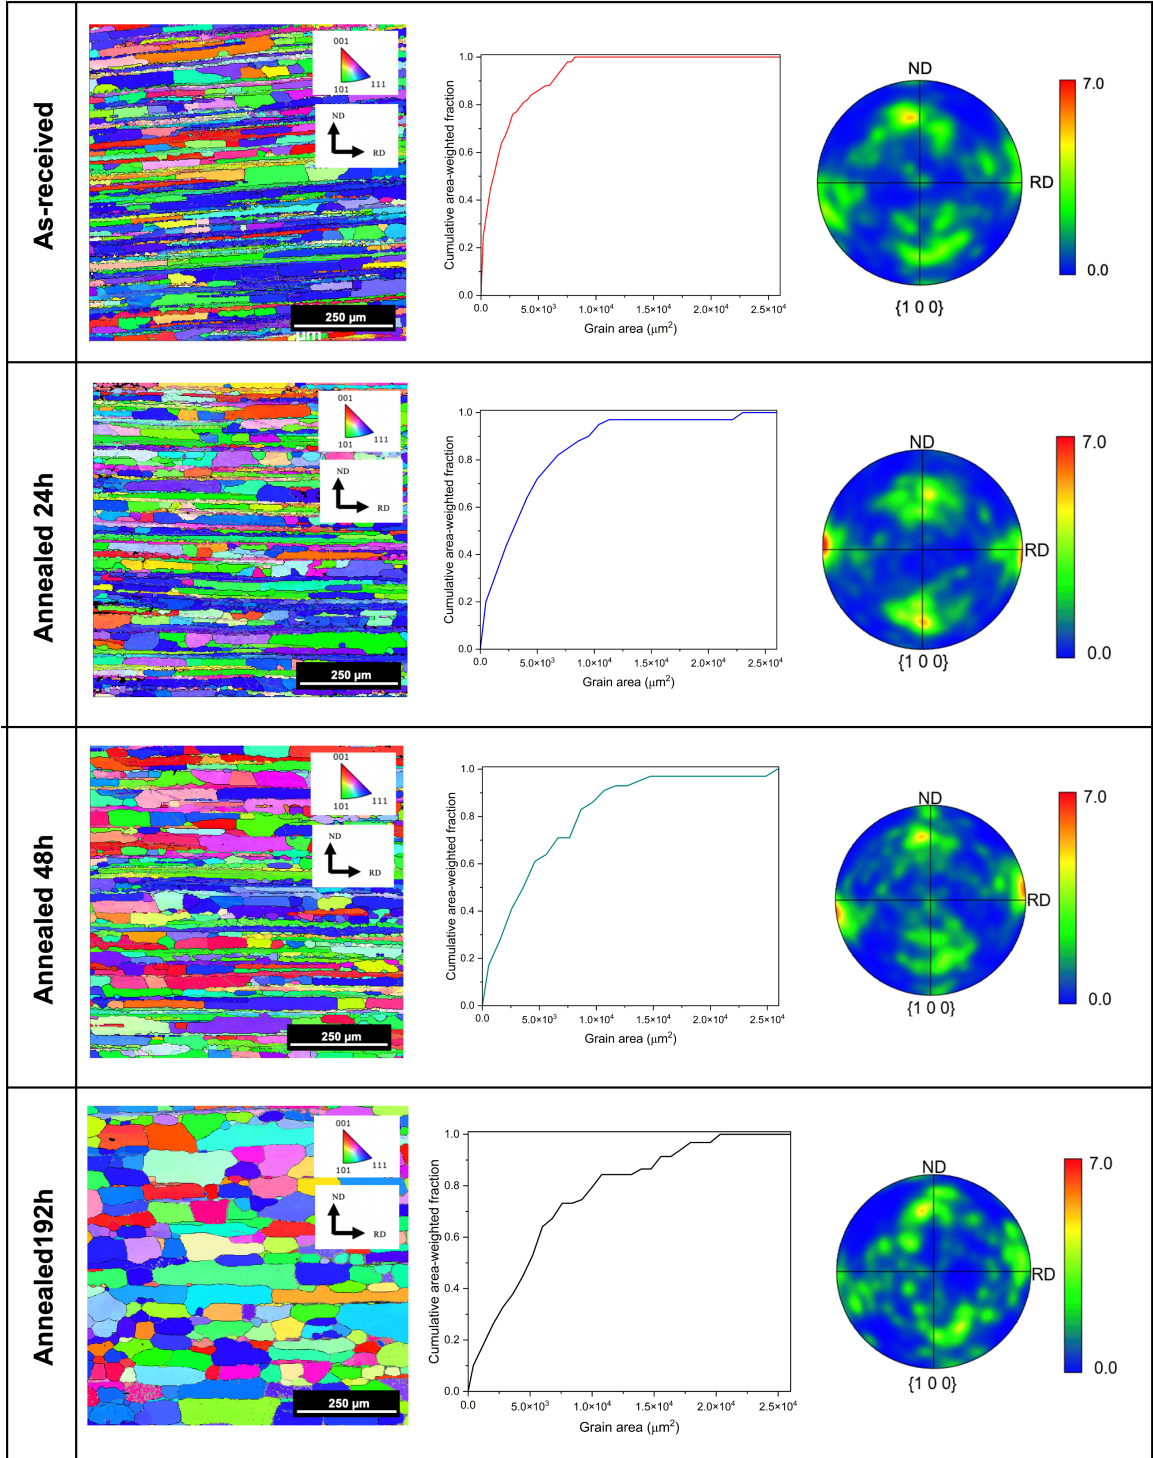 As-received
001
101
111
ND
RD
250 µm
Cumulative area-weighted fraction
1.0
0.8
0.6
0.4
0.2
0.0
0.0
5.0×10³
1.0×10⁴
1.5×10⁴
2.0×10⁴
2.5×10⁴
Grain area (µm²)
ND
RD
{1 0 0}
7.0
0.0
Annealed 24h
001
101
111
ND
RD
250 µm
Cumulative area-weighted fraction
1.0
0.8
0.6
0.4
0.2
0.0
0.0
5.0×10³
1.0×10⁴
1.5×10⁴
2.0×10⁴
2.5×10⁴
Grain area (µm²)
ND
RD
{1 0 0}
7.0
0.0
Annealed 48h
001
101
111
ND
RD
250 µm
Cumulative area-weighted fraction
1.0
0.8
0.6
0.4
0.2
0.0
0.0
5.0×10³
1.0×10⁴
1.5×10⁴
2.0×10⁴
2.5×10⁴
Grain area (µm²)
ND
RD
{1 0 0}
7.0
0.0
Annealed192h
001
101
111
ND
RD
250 µm
Cumulative area-weighted fraction
1.0
0.8
0.6
0.4
0.2
0.0
0.0
5.0×10³
1.0×10⁴
1.5×10⁴
2.0×10⁴
2.5×10⁴
Grain area (µm²)
ND
RD
{1 0 0}
7.0
0.0